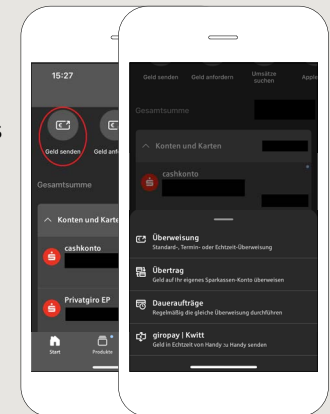 s
15:27
Geld senden
Geld anf
Gesamtsumme
Konten und Karte
cashkonto
Privatgiro EP
Start
Produkte
Geld senden
Geld anfordern
Umsätze
suchen
Apple
Gesamtsumme
Konten und Karten
cashkonto
Überweisung
Standard-, Termin- oder Echtzeit-Überweisung
Übertrag
Geld auf Ihr eigenes Sparkassen-Konto überweisen
Daueraufträge
Regelmäßig die gleiche Überweisung durchführen
giropay | Kwitt
Geld in Echtzeit von Handy zu Handy senden